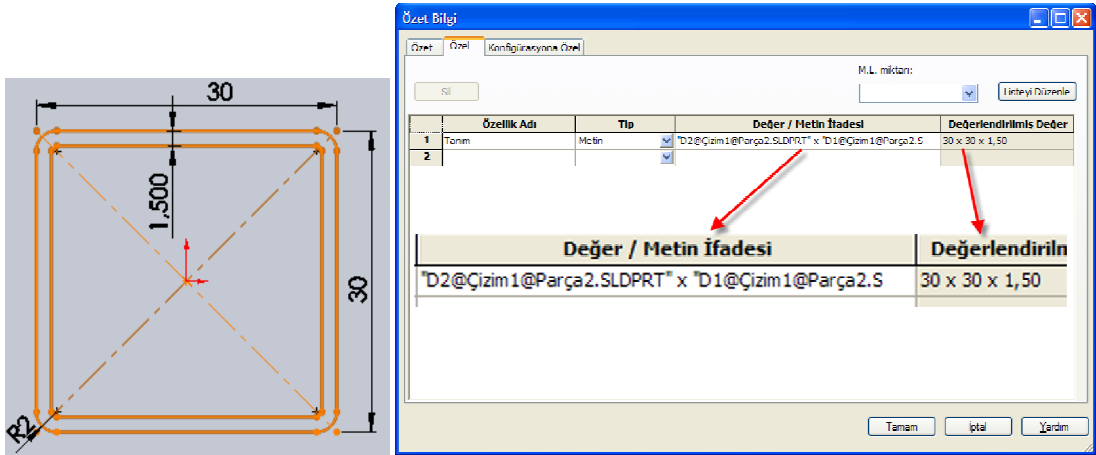 30
1,500
30
R2
Özet Bilgi
Özet Özel Konfigürasyona Özel
M.L. miktarı:
Sil Listeyi Düzenle
Özellik Adı Tip Değer / Metin İfadesi Değerlendirilmiş Değer
1 Tanım Metin "D2@Çizim1@Parça2.SLDPRT" x "D1@Çizim1@Parça2.S 30 x 30 x 1,50
2
Değer / Metin İfadesi Değerlendiriln
"D2@Çizim1@Parça2.SLDPRT" x "D1@Çizim1@Parça2.S 30 x 30 x 1,50
Tamam İptal Yardım